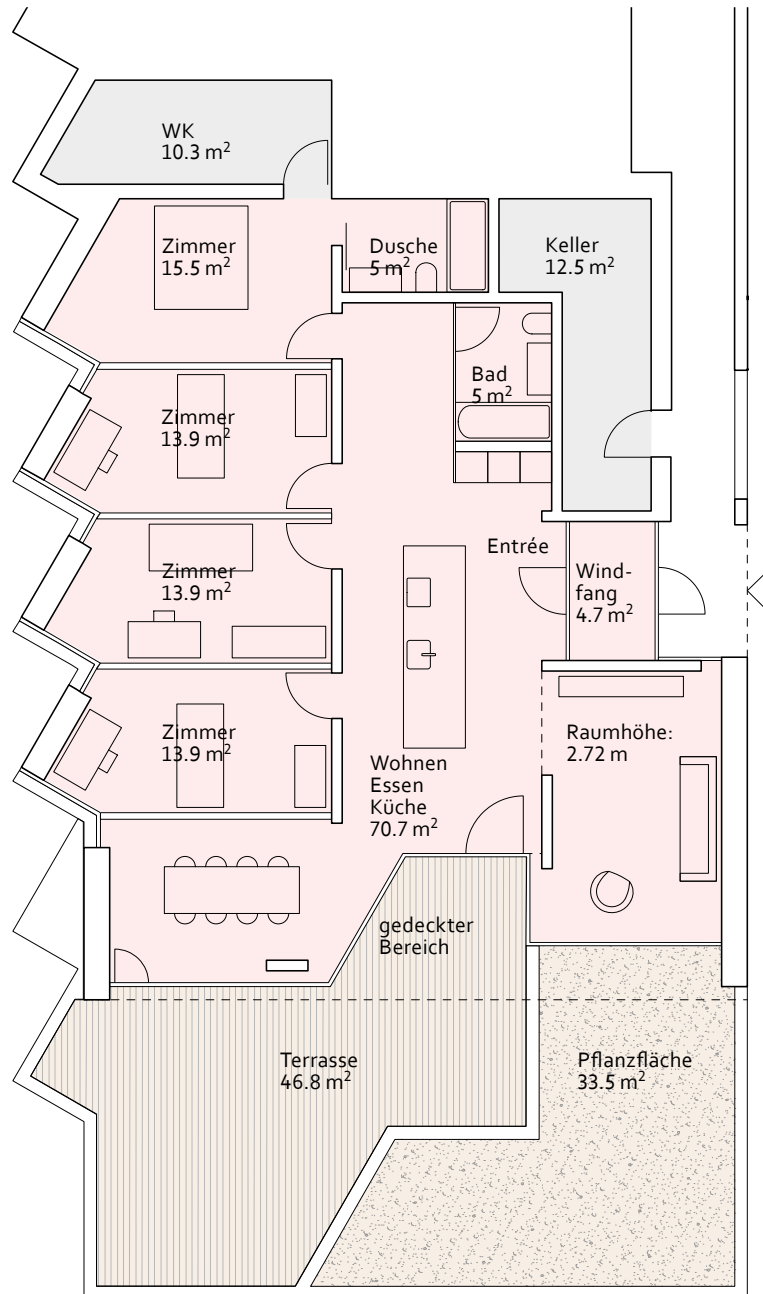 WK
10.3 m²
Zimmer
15.5 m²
Dusche
5 m²
Keller
12.5 m²
Zimmer
13.9 m²
Bad
5 m²
Zimmer
13.9 m²
Entrée
Wind-
fang
4.7 m²
Zimmer
13.9 m²
Wohnen
Essen
Küche
70.7 m²
Raumhöhe:
2.72 m
gedeckter
Bereich
Terrasse
46.8 m²
Pflanzfläche
33.5 m²